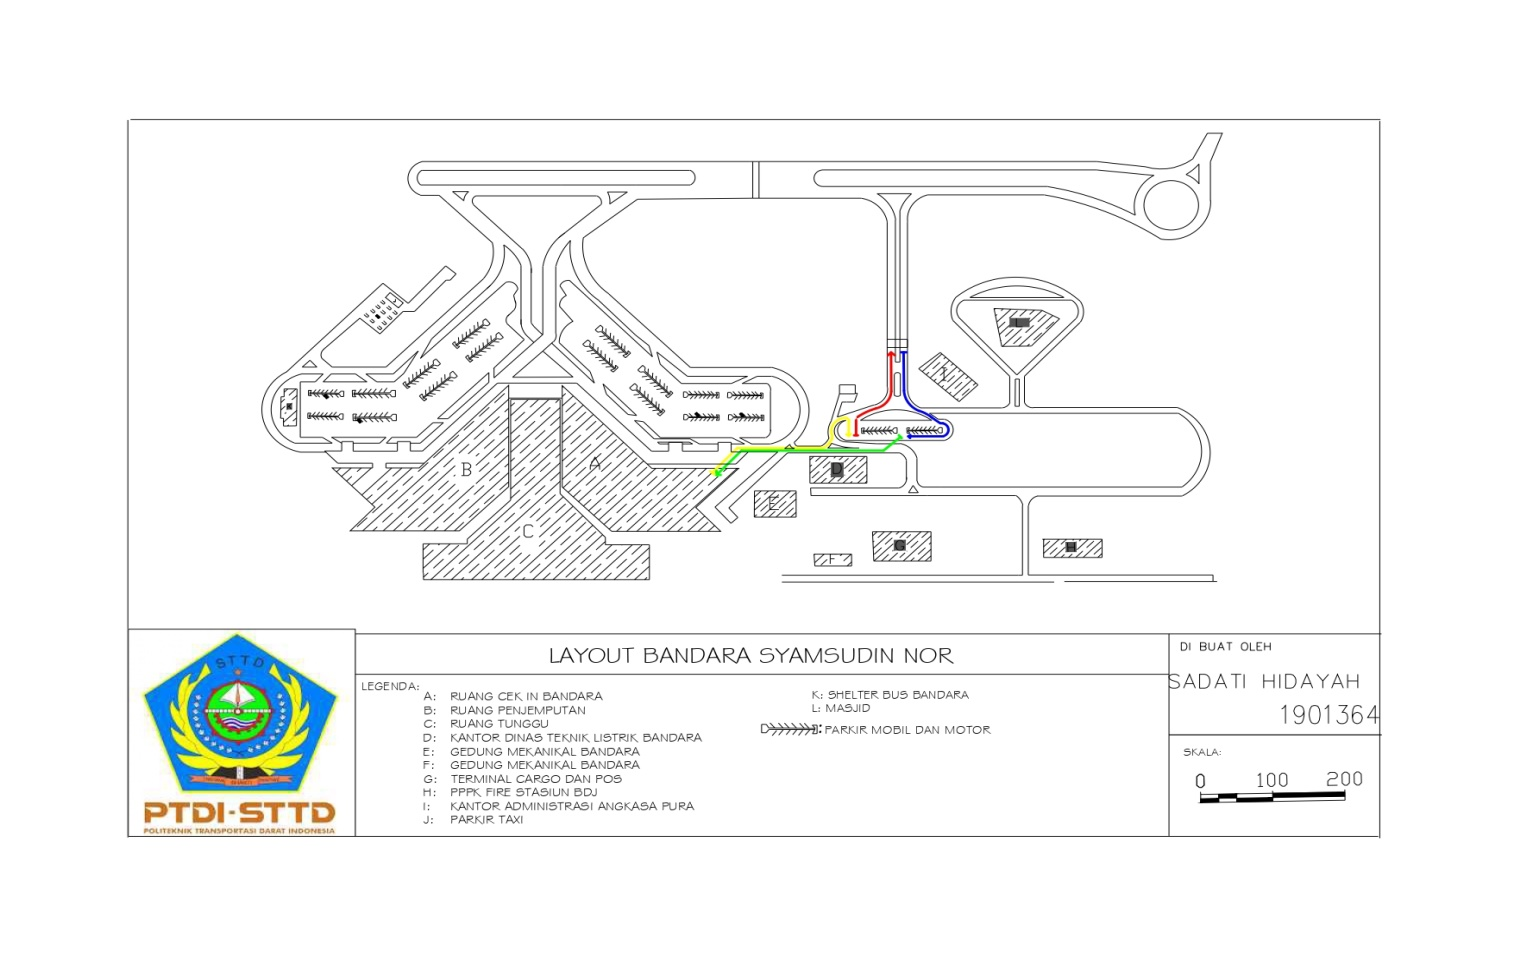 L
I
B
A
C
D
E
F
G
H
STTD
PTDI-STTD
POLITEKNIK TRANSPORTASI DARAT INDONESIA
LAYOUT BANDARA SYAMSUDIN NOR
LEGENDA:
A: RUANG CEK IN BANDARA
B: RUANG PENJEMPUTAN
C: RUANG TUNGGU
D: KANTOR DINAS TEKNIK LISTRIK BANDARA
E: GEDUNG MEKANIKAL BANDARA
F: GEDUNG MEKANIKAL BANDARA
G: TERMINAL CARGO DAN POS
H: PPPK FIRE STASIUN BDJ
I: KANTOR ADMINISTRASI ANGKASA PURA
J: PARKIR TAXI
K: SHELTER BUS BANDARA
L: MASJID
: PARKIR MOBIL DAN MOTOR
DI BUAT OLEH
SADATI HIDAYAH
1901364
SKALA:
0 100 200